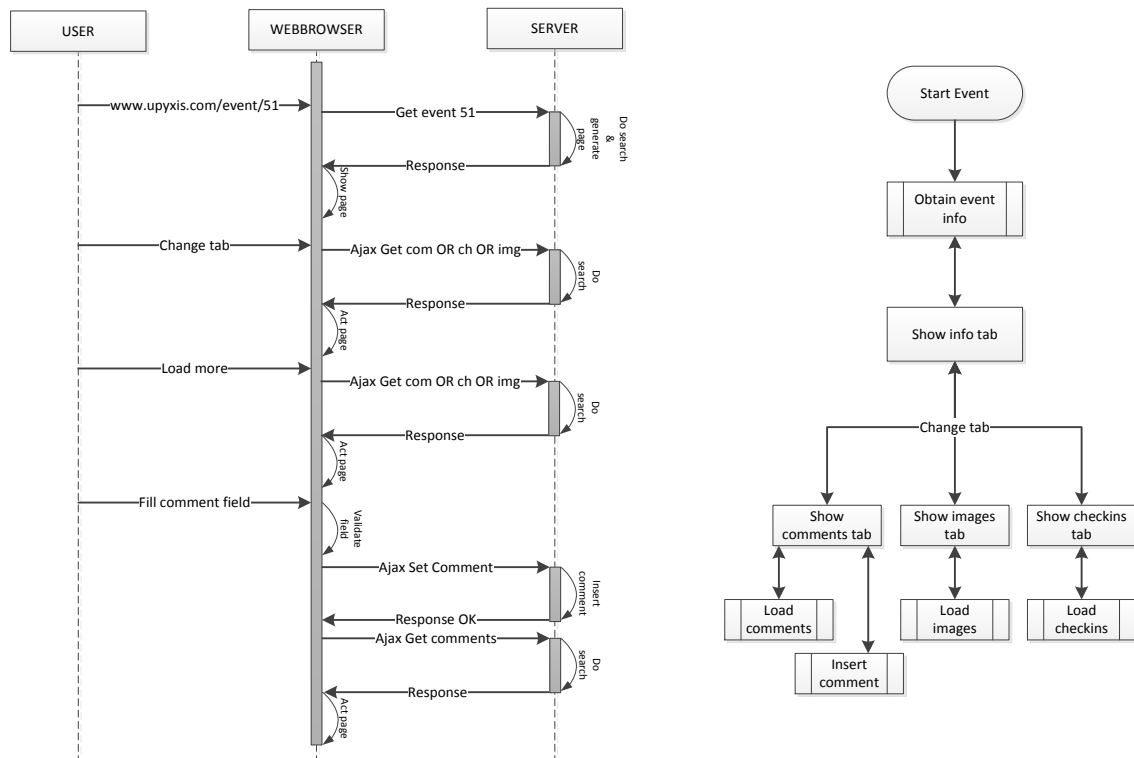 USER
WEBBROWSER
SERVER
www.upyxis.com/event/51
Get event 51
Do search
&
generate
page
Response
Show page
Change tab
Ajax Get com OR ch OR img
Do
search
Response
Act page
Load more
Ajax Get com OR ch OR img
Do
search
Response
Act page
Fill comment field
Validate
field
Ajax Set Comment
Insert
comment
Response OK
Ajax Get comments
Do
search
Response
Act page
Start Event
Obtain event
info
Show info tab
Change tab
Show
comments tab
Show images
tab
Show checkins
tab
Load
comments
Load
images
Load
checkins
Insert
comment